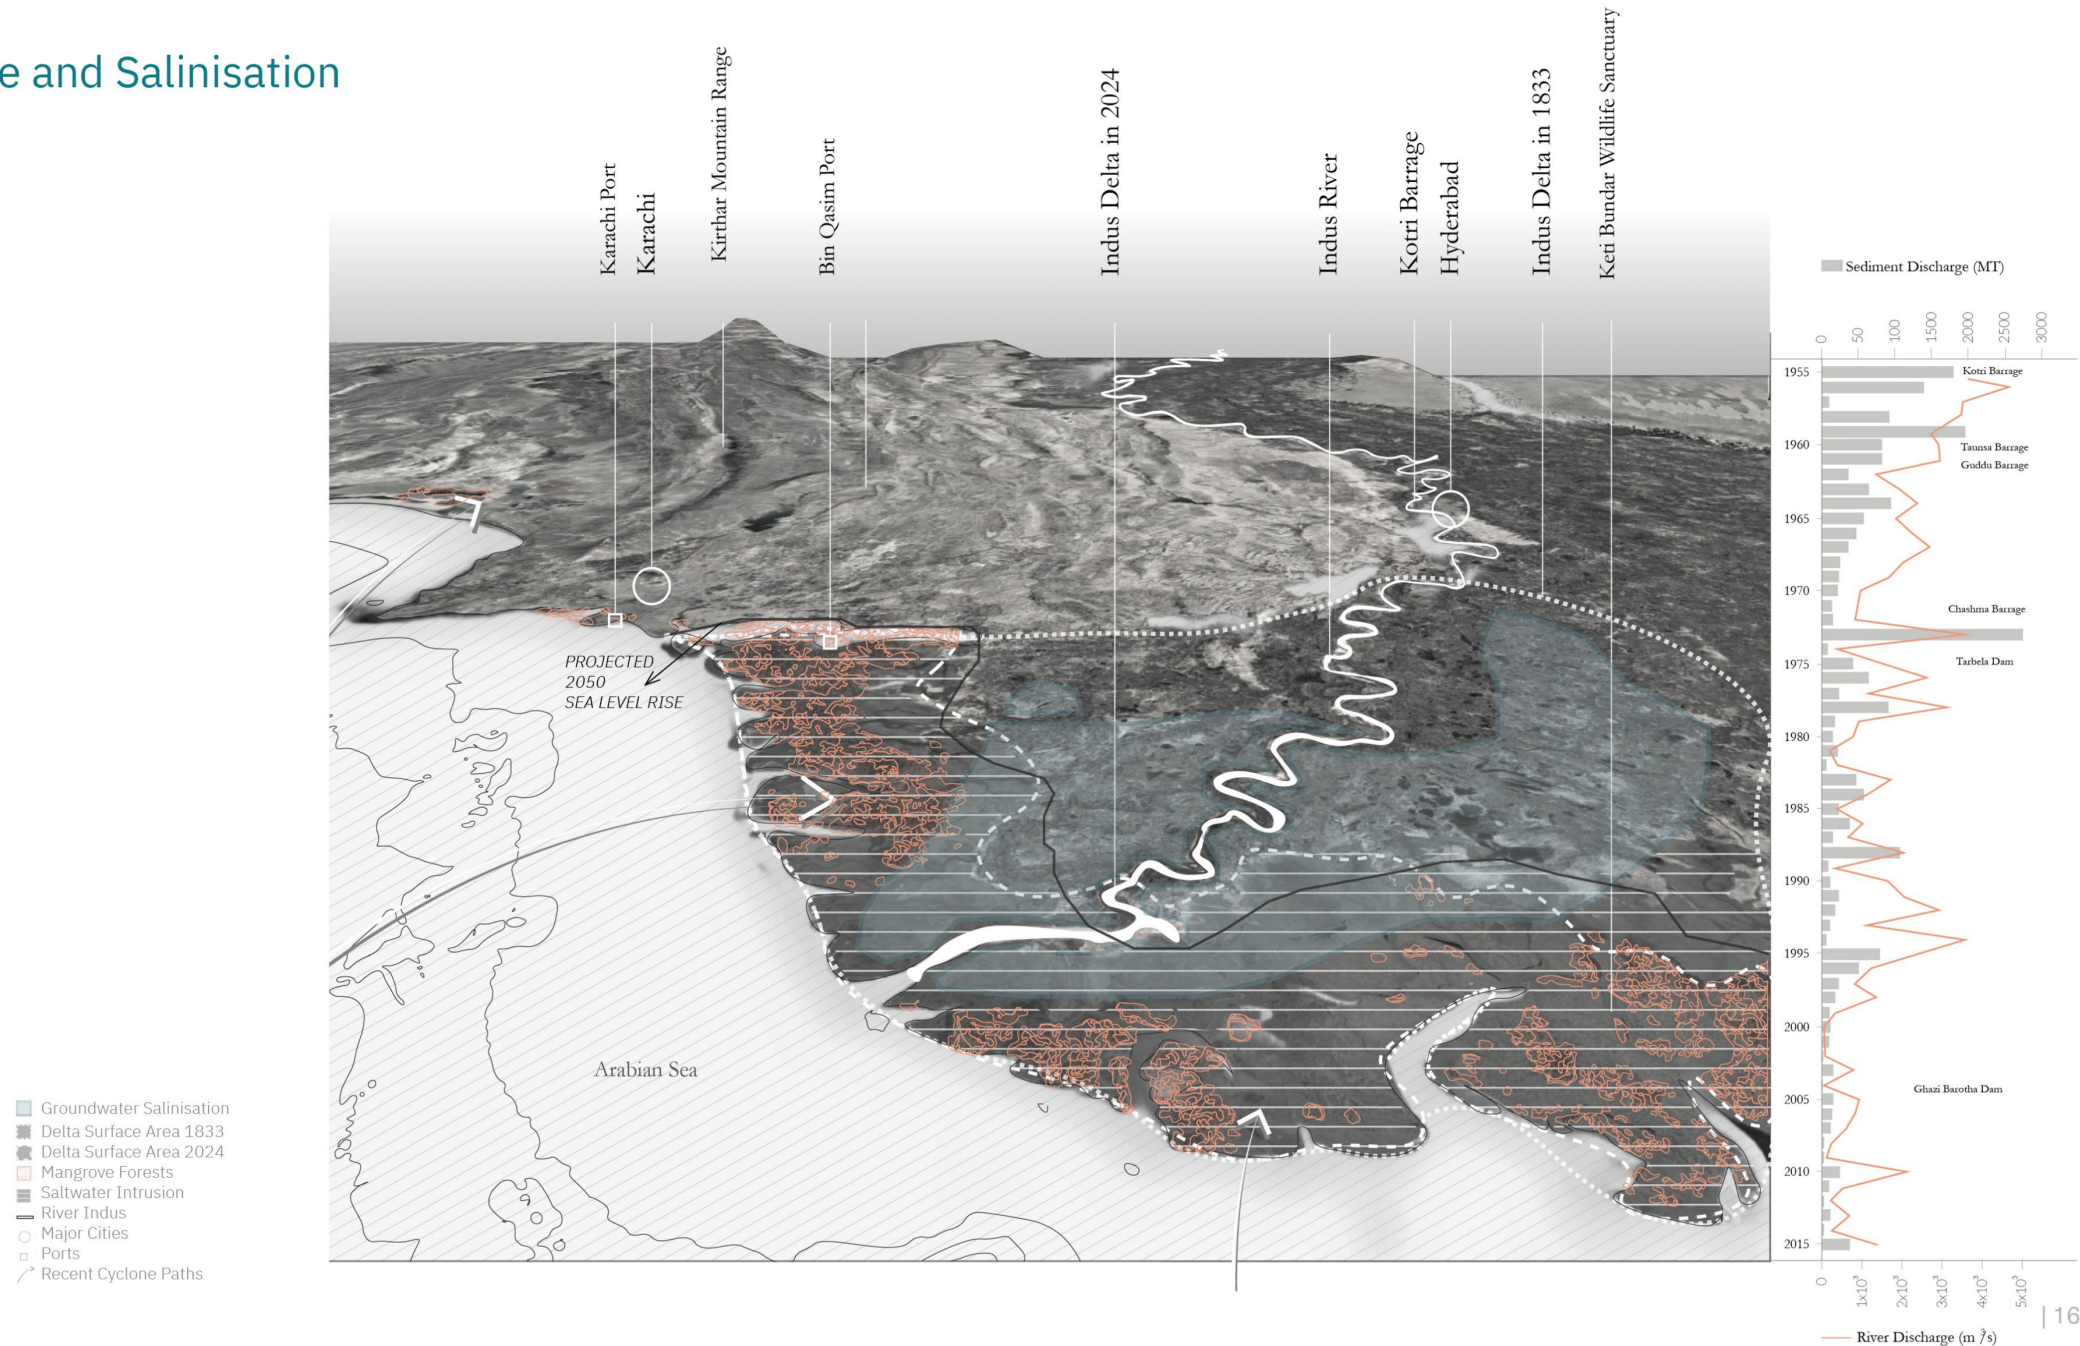 e and Salinisation
Karachi Port
Karachi
Kirthar Mountain Range
Bin Qasim Port
Indus Delta in 2024
Indus River
Kotri Barrage
Hyderabad
Indus Delta in 1833
Keti Bundar Wildlife Sanctuary
PROJECTED
2050
SEA LEVEL RISE
Arabian Sea
Groundwater Salinisation
Delta Surface Area 1833
Delta Surface Area 2024
Mangrove Forests
Saltwater Intrusion
River Indus
Major Cities
Ports
Recent Cyclone Paths
Sediment Discharge (MT)
0 50 100 1500 2000 2500 3000
1955
Kotri Barrage
1960
Taunsa Barrage
Guddu Barrage
1965
1970
Chashma Barrage
1975
Tarbela Dam
1980
1985
1990
1995
2000
2005
Ghazi Barotha Dam
2010
2015
0 1x10³ 2x10³ 3x10³ 4x10³ 5x10³
River Discharge (m³/s)
| 16